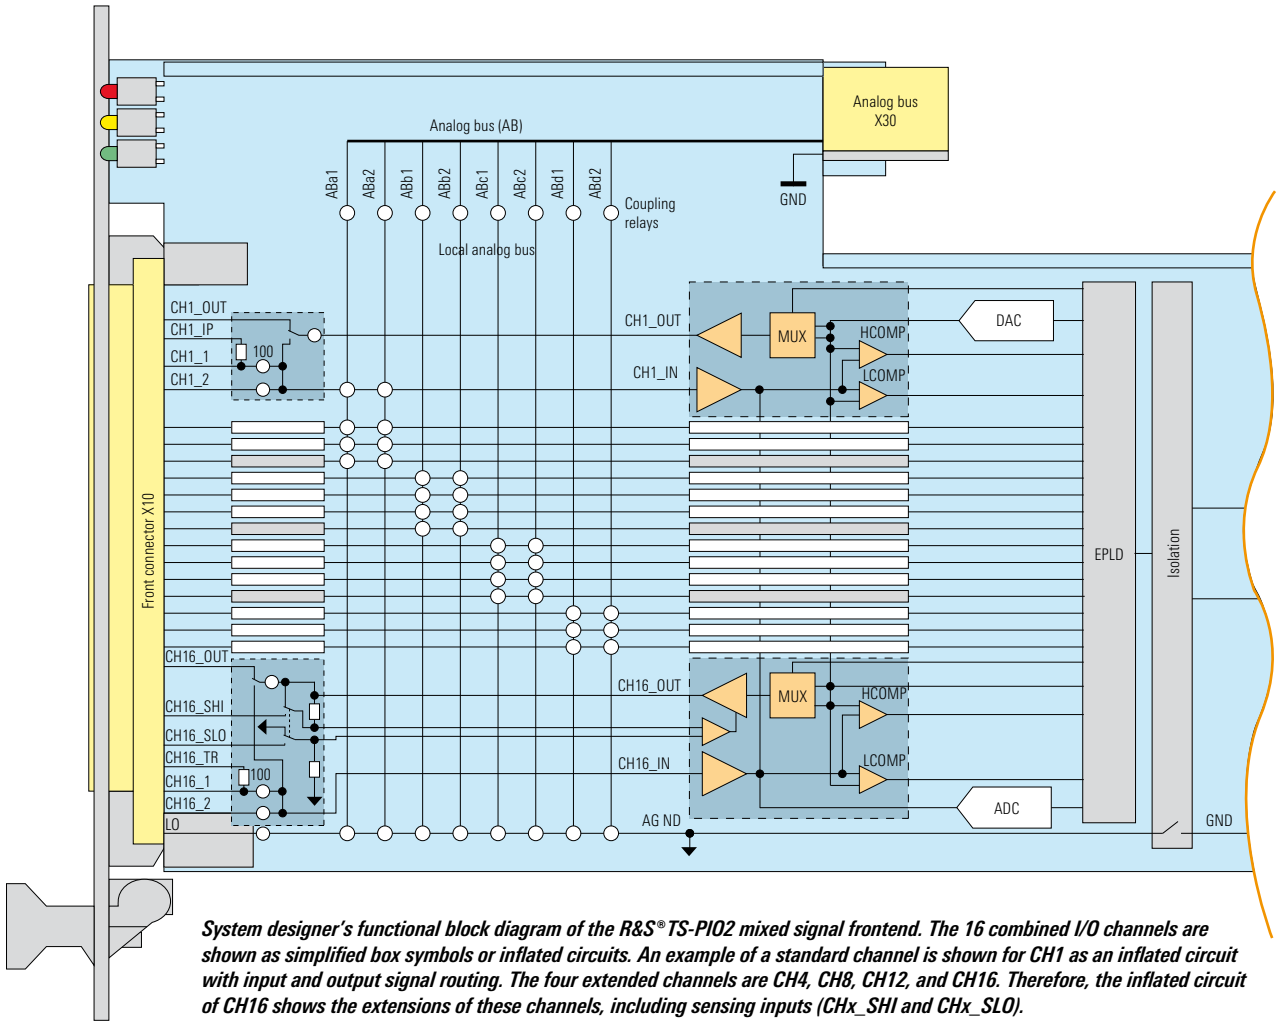 Analog bus
X30
Analog bus (AB)
ABa1
ABa2
ABb1
ABb2
ABc1
ABc2
ABd1
ABd2
GND
Coupling
relays
Local analog bus
CH1_OUT
CH1_IP
100
CH1_1
CH1_2
CH1_OUT
CH1_IN
MUX
HCOMP
LCOMP
DAC
Front connector X10
EPLD
Isolation
CH16_OUT
CH16_SHI
CH16_SLO
CH16_TR
100
CH16_1
CH16_2
LO
CH16_OUT
CH16_IN
MUX
HCOMP
LCOMP
ADC
AG ND
GND
System designer's functional block diagram of the R&S® TS-PIO2 mixed signal frontend. The 16 combined I/O channels are
shown as simplified box symbols or inflated circuits. An example of a standard channel is shown for CH1 as an inflated circuit
with input and output signal routing. The four extended channels are CH4, CH8, CH12, and CH16. Therefore, the inflated circuit
of CH16 shows the extensions of these channels, including sensing inputs (CHx_SHI and CHx_SLO).